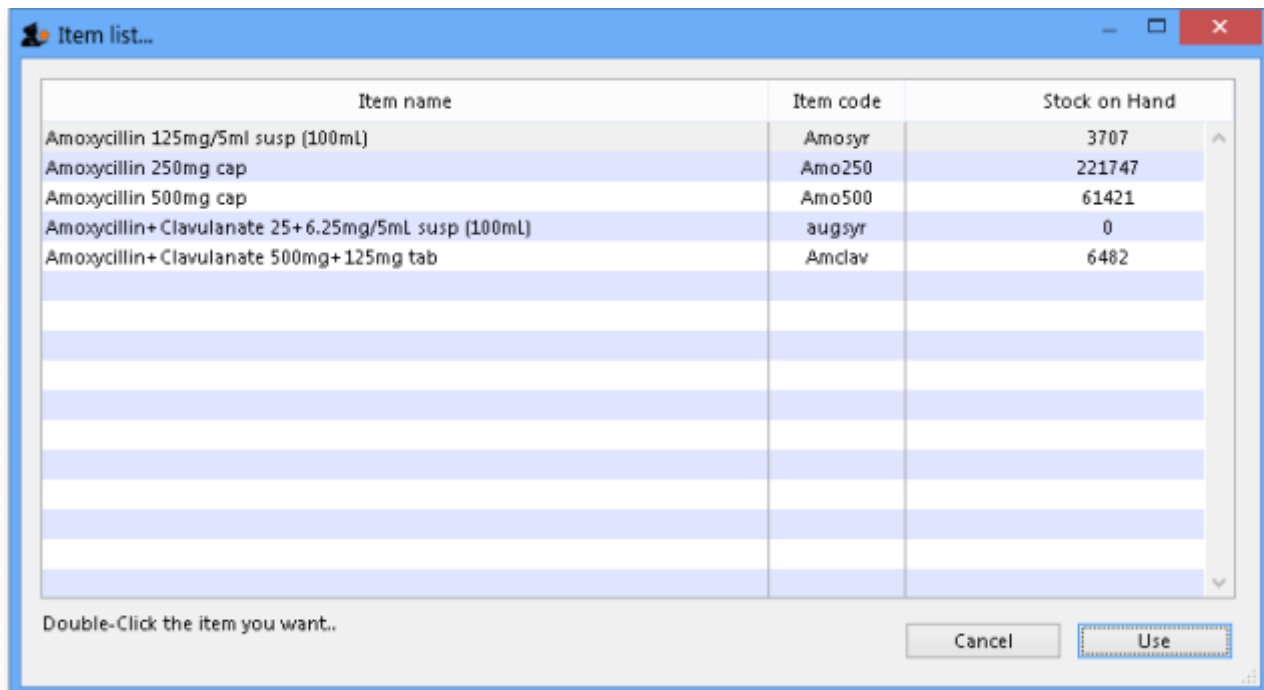 Item list...
Item name Item code Stock on Hand
Amoxycillin 125mg/5ml susp (100mL) Amosyr 3707
Amoxycillin 250mg cap Amo250 221747
Amoxycillin 500mg cap Amo500 61421
Amoxycillin+Clavulanate 25+6.25mg/5mL susp (100mL) augsyr 0
Amoxycillin+Clavulanate 500mg+125mg tab Amclav 6482
Double-Click the item you want..
Cancel Use